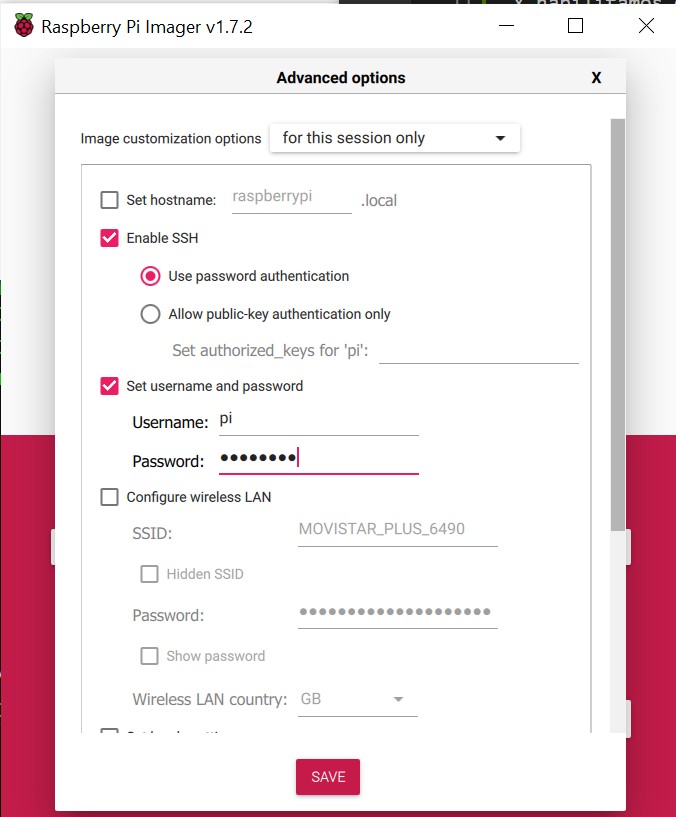 Raspberry Pi Imager v1.7.2
Advanced options X
Image customization options for this session only
Set hostname: raspberrypi .local
Enable SSH
Use password authentication
Allow public-key authentication only
Set authorized_keys for 'pi':
Set username and password
Username: pi
Password: ••••••••
Configure wireless LAN
SSID: MOVISTAR_PLUS_6490
Hidden SSID
Password: ••••••••••••••••••••
Show password
Wireless LAN country: GB
SAVE